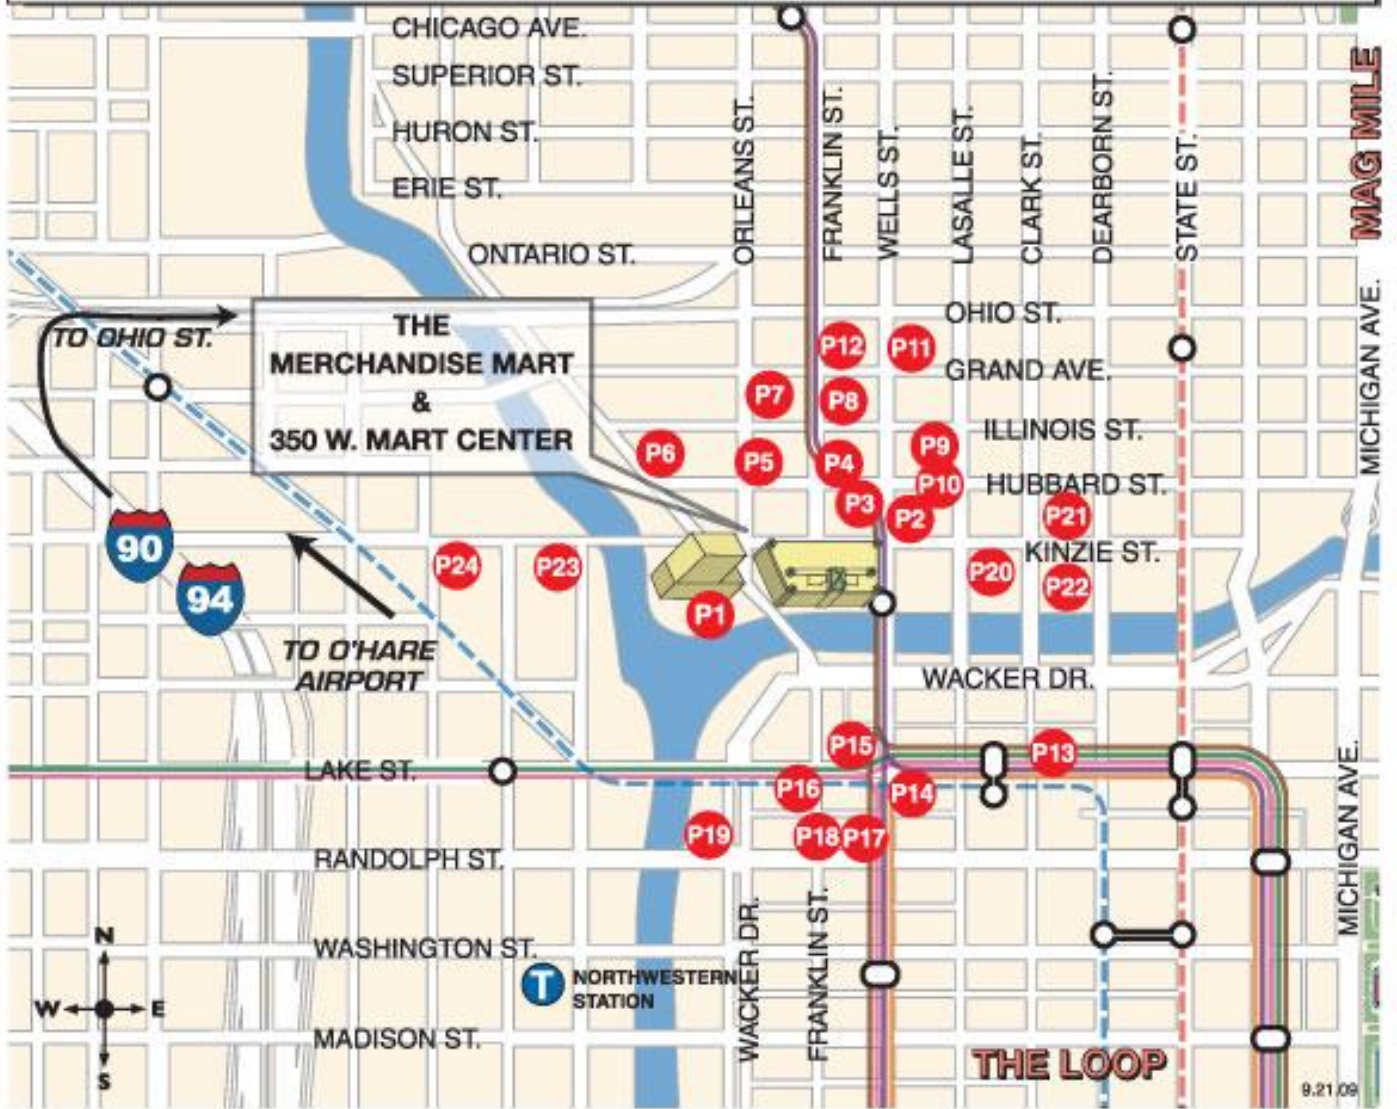 CHICAGO AVE.
SUPERIOR ST.
HURON ST.
ERIE ST.
ONTARIO ST.
ORLEANS ST.
FRANKLIN ST.
WELLS ST.
LASALLE ST.
CLARK ST.
DEARBORN ST.
STATE ST.
MAG MILE
MICHIGAN AVE.
TO OHIO ST.
THE
MERCHANDISE MART
&
350 W. MART CENTER
OHIO ST.
P12
P11
GRAND AVE.
P7
P8
ILLINOIS ST.
P6
P5
P4
P9
P10
HUBBARD ST.
P3
P2
P21
90
KINZIE ST.
P24
P23
P20
P22
94
P1
TO O'HARE
AIRPORT
WACKER DR.
P15
P13
LAKE ST.
P16
P14
P19
P18
P17
RANDOLPH ST.
MICHIGAN AVE.
WACKER DR.
FRANKLIN ST.
N
W
E
S
WASHINGTON ST.
T
NORTHWESTERN
STATION
MADISON ST.
THE LOOP
9.21.09